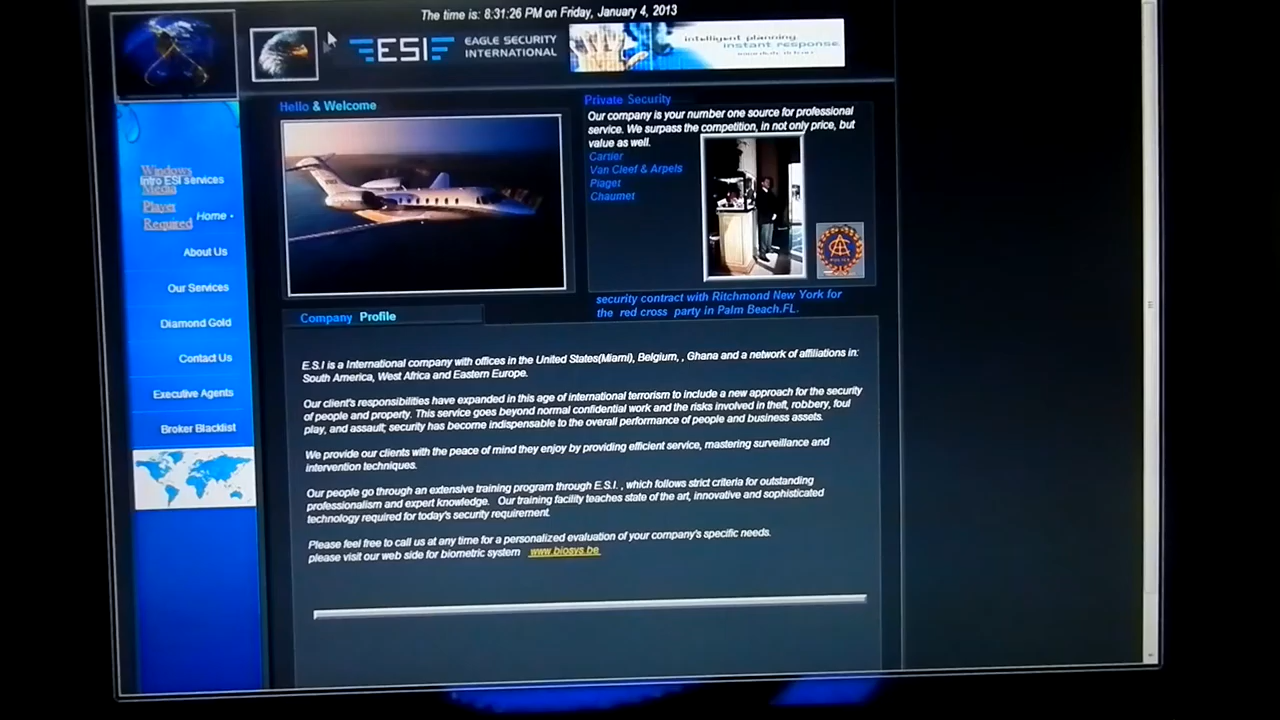 The time is: 8:31:26 PM on Friday, January 4, 2013
ESI
EAGLE SECURITY
INTERNATIONAL
intelligent planning.
instant response.
Hello & Welcome
Private Security
Our company is your number one source for professional
service. We surpass the competition, in not only price, but
value as well.
Cartier
Van Cleef & Arpels
Piaget
Chaumet
security contract with Ritchmond New York for
the red cross party in Palm Beach.FL.
Windows
Media
Player
Required
Intro ESI services
Home
About Us
Our Services
Diamond Gold
Contact Us
Executive Agents
Broker Blacklist
Company Profile
E.S.I is a International company with offices in the United States(Miami), Belgium, , Ghana and a network of affiliations in:
South America, West Africa and Eastern Europe.
Our client's responsibilities have expanded in this age of international terrorism to include a new approach for the security
of people and property. This service goes beyond normal confidential work and the risks involved in theft, robbery, foul
play, and assault; security has become indispensable to the overall performance of people and business assets.
We provide our clients with the peace of mind they enjoy by providing efficient service, mastering surveillance and
intervention techniques.
Our people go through an extensive training program through E.S.I. , which follows strict criteria for outstanding
professionalism and expert knowledge. Our training facility teaches state of the art, innovative and sophisticated
technology required for today's security requirement.
Please feel free to call us at any time for a personalized evaluation of your company's specific needs.
please visit our web side for biometric system www.biosys.be